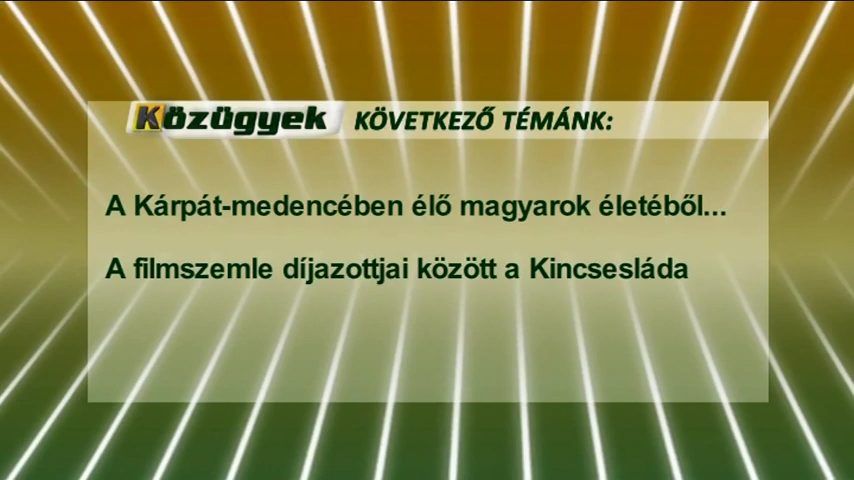 Közügyek KÖVETKEZŐ TÉMÁNK:
A Kárpát-medencében élő magyarok életéből...
A filmszemle díjazottjai között a Kincsesláda